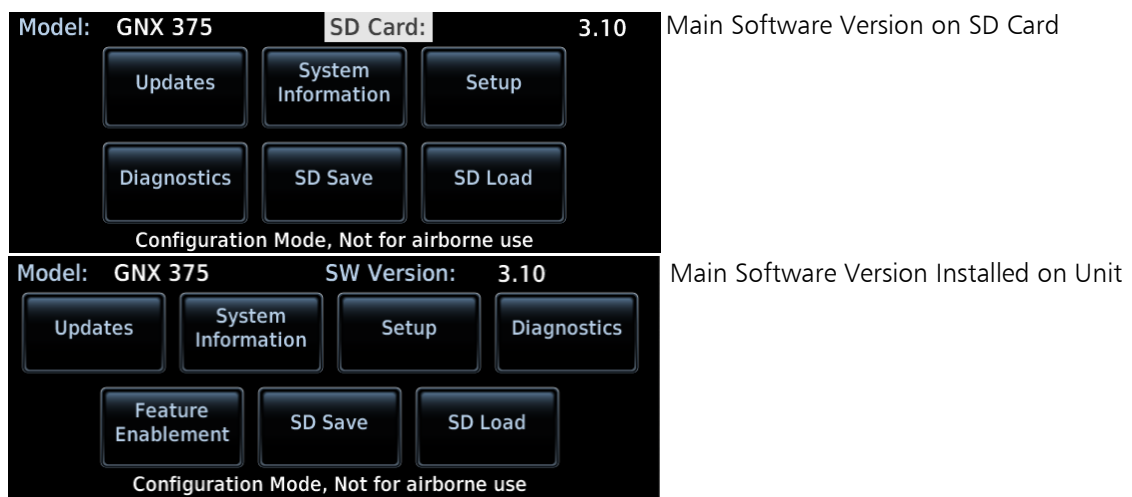 Model: GNX 375 SD Card: 3.10 Main Software Version on SD Card
Updates System Information Setup
Diagnostics SD Save SD Load
Configuration Mode, Not for airborne use
Model: GNX 375 SW Version: 3.10 Main Software Version Installed on Unit
Updates System Information Setup Diagnostics
Feature Enablement SD Save SD Load
Configuration Mode, Not for airborne use